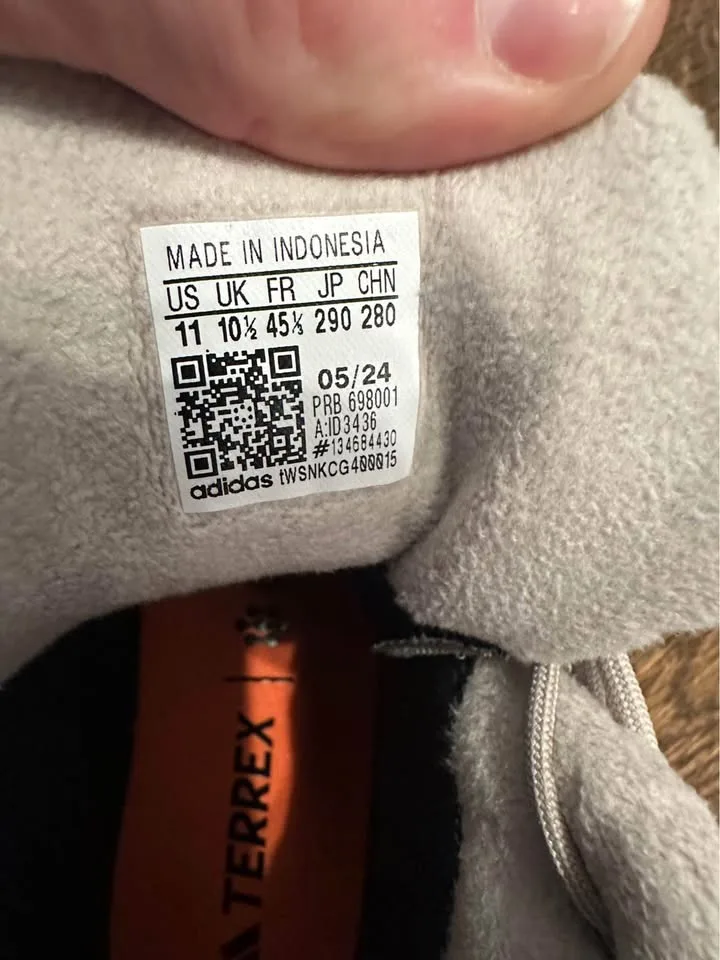 MADE IN INDONESIA
US UK FR JP CHN
11 10½ 45⅓ 290 280
05/24
PRB 698001
A:ID3436
#134684430
adidas tWSNKCG400015
TERREX